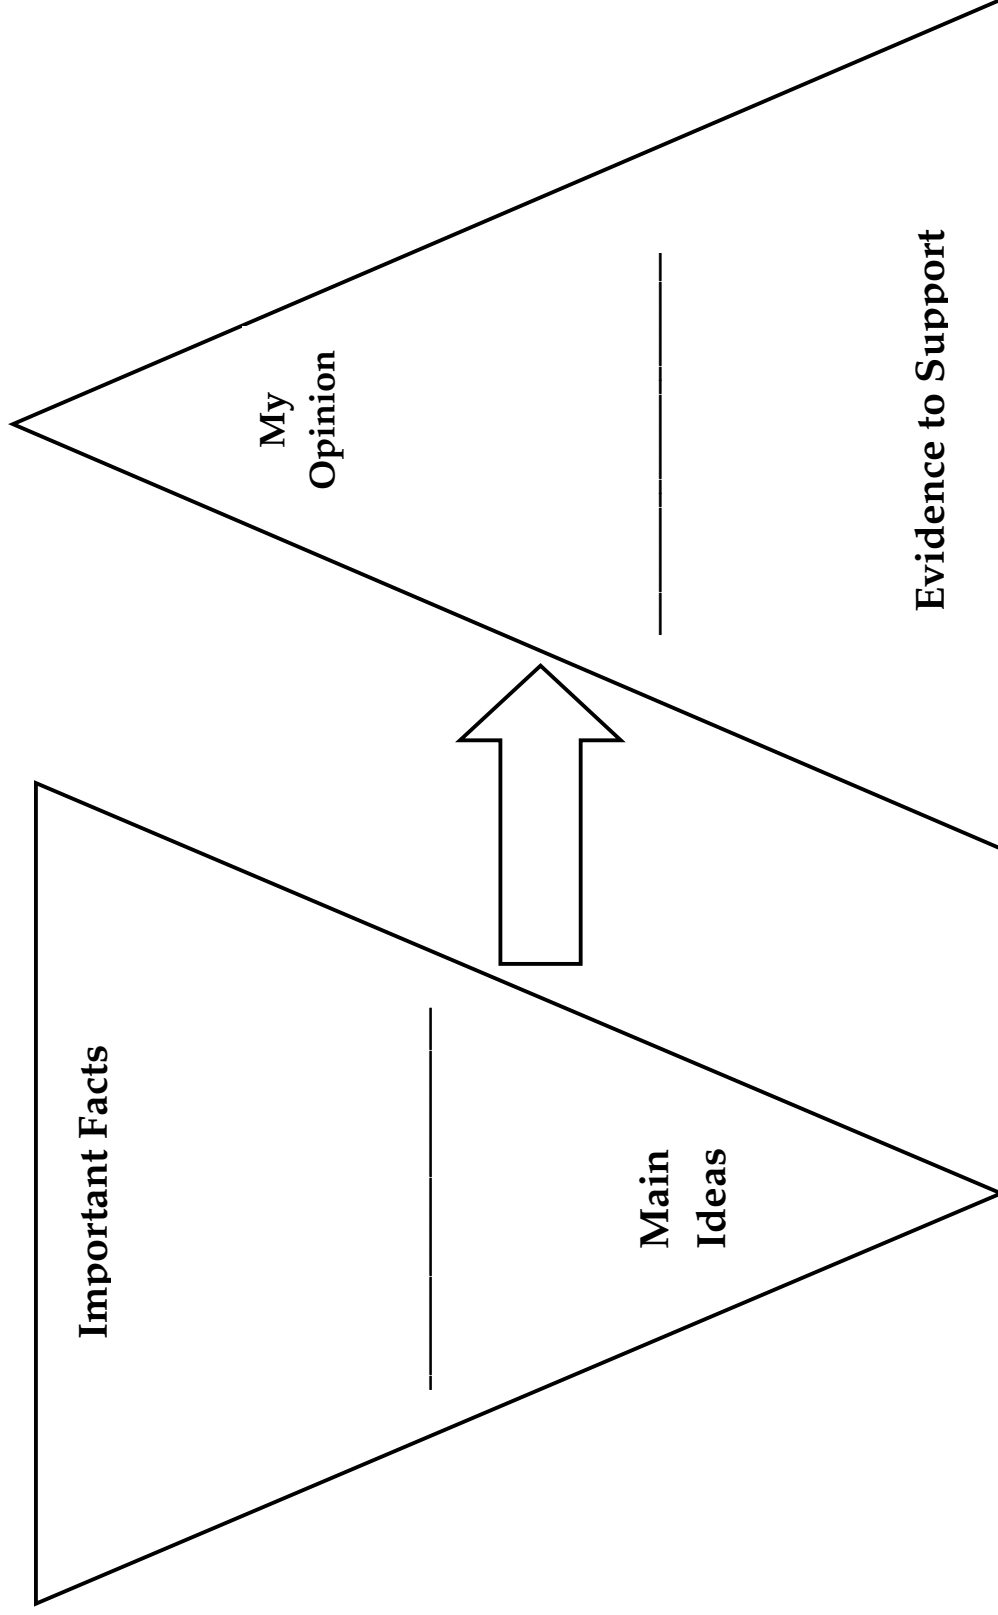 Important Facts
Main
Ideas
My
Opinion
Evidence to Support